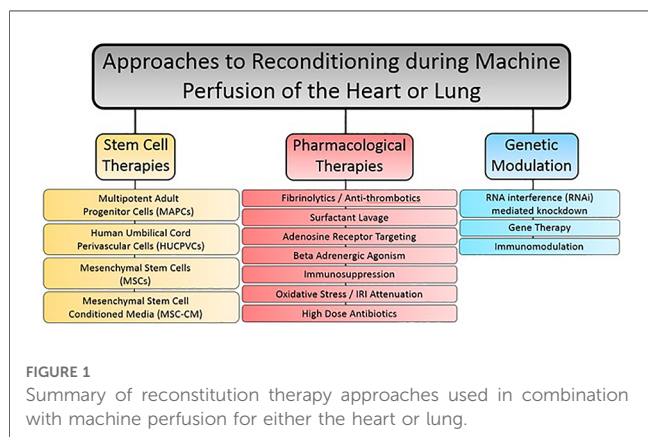 Approaches to Reconditioning during Machine
Perfusion of the Heart or Lung
Stem Cell
Therapies
Multipotent Adult
Progenitor Cells (MAPCs)
Human Umbilical Cord
Perivascular Cells (HUCPVCs)
Mesenchymal Stem Cells
(MSCs)
Mesenchymal Stem Cell
Conditioned Media (MSC-CM)
Pharmacological
Therapies
Fibrinolytics / Anti-thrombotics
Surfactant Lavage
Adenosine Receptor Targeting
Beta Adrenergic Agonism
Immunosuppression
Oxidative Stress / IRI Attenuation
High Dose Antibiotics
Genetic
Modulation
RNA interference (RNAi)
mediated knockdown
Gene Therapy
Immunomodulation
FIGURE 1
Summary of reconstitution therapy approaches used in combination
with machine perfusion for either the heart or lung.